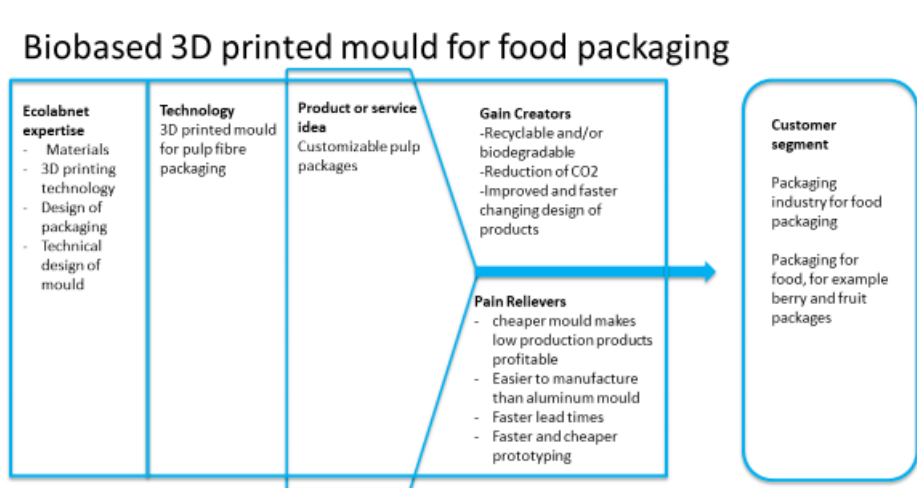 Biobased 3D printed mould for food packaging
Ecolabnet
expertise
- Materials
- 3D printing
technology
- Design of
packaging
- Technical
design of
mould
Technology
3D printed mould
for pulp fibre
packaging
Product or service
idea
Customizable pulp
packages
Gain Creators
-Recyclable and/or
biodegradable
-Reduction of CO2
-Improved and faster
changing design of
products
Pain Relievers
- cheaper mould makes
low production products
profitable
- Easier to manufacture
than aluminum mould
- Faster lead times
- Faster and cheaper
prototyping
Customer
segment
Packaging
industry for food
packaging
Packaging for
food, for example
berry and fruit
packages